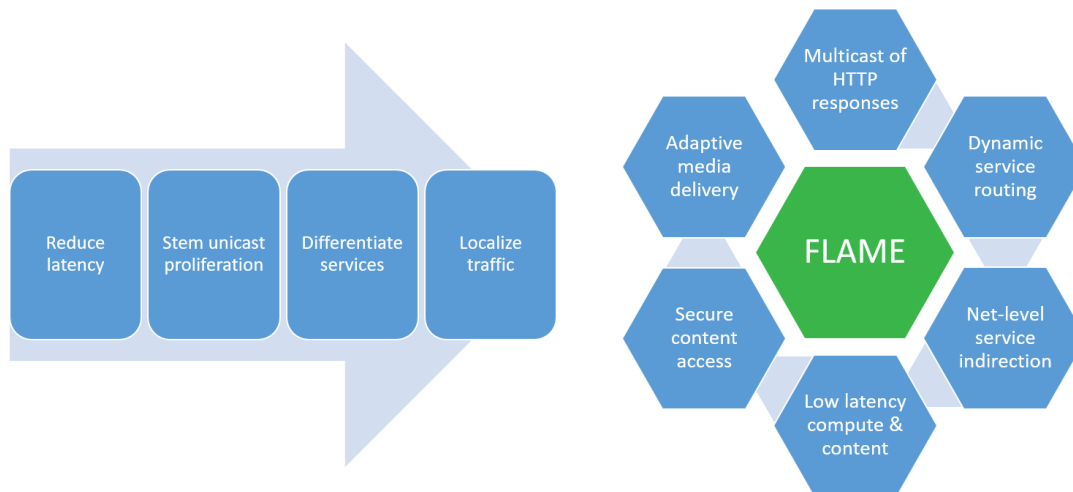 Reduce
latency
Stem unicast
proliferation
Differentiate
services
Localize
traffic
Multicast of
HTTP
responses
Adaptive
media
delivery
Dynamic
service
routing
FLAME
Secure
content
access
Net-level
service
indirection
Low latency
compute &
content